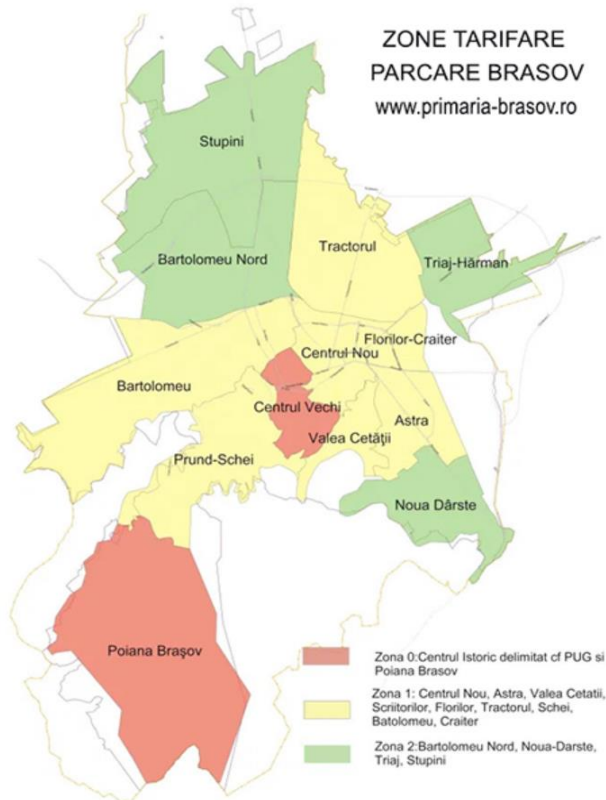 ZONE TARIFARE
PARCARE BRASOV
www.primaria-brasov.ro
Stupini
Bartolomeu Nord
Tractorul
Triaj-Hărman
Florilor-Craiter
Centrul Nou
Bartolomeu
Centrul Vechi
Astra
Valea Cetăţii
Prund-Schei
Noua Dârste
Poiana Braşov
Zona 0:Centrul Istoric delimitat cf PUG si
Poiana Brasov
Zona 1: Centrul Nou, Astra, Valea Cetatii,
Scriitorilor, Florilor, Tractorul, Schei,
Batolomeu, Craiter
Zona 2:Bartolomeu Nord, Noua-Darste,
Triaj, Stupini